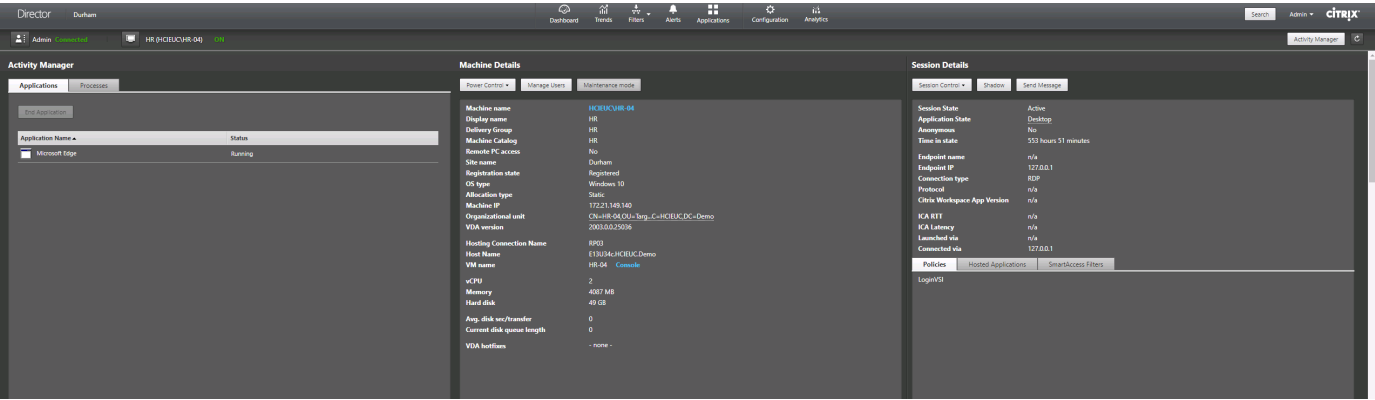 Director Durham Dashboard Trends Filters Alerts Applications Configuration Analytics Search Admin CITRIX
Admin Connected HR (HCIEUC\HR-04) ON Activity Manager
Activity Manager
Applications Processes
End Application
Application Name Status
Microsoft Edge Running
Machine Details
Power Control Manage Users Maintenance mode
Machine name HCIEUC\HR-04
Display name HR
Delivery Group HR
Machine Catalog HR
Remote PC access No
Site name Durham
Registration state Registered
OS type Windows 10
Allocation type Static
Machine IP 172.21.149.140
Organizational unit CN=HR-04,OU=Targ...C=HCIEUC,DC=Demo
VDA version 2003.0.0.25036
Hosting Connection Name RP03
Host Name E13U34c.HCIEUC.Demo
VM name HR-04 Console
vCPU 2
Memory 4087 MB
Hard disk 49 GB
Avg. disk sec/transfer 0
Current disk queue length 0
VDA hotfixes - none -
Session Details
Session Control Shadow Send Message
Session State Active
Application State Desktop
Anonymous No
Time in state 553 hours 51 minutes
Endpoint name n/a
Endpoint IP 127.0.0.1
Connection type RDP
Protocol n/a
Citrix Workspace App Version n/a
ICA RTT n/a
ICA Latency n/a
Launched via n/a
Connected via 127.0.0.1
Policies Hosted Applications SmartAccess Filters
LoginVSI